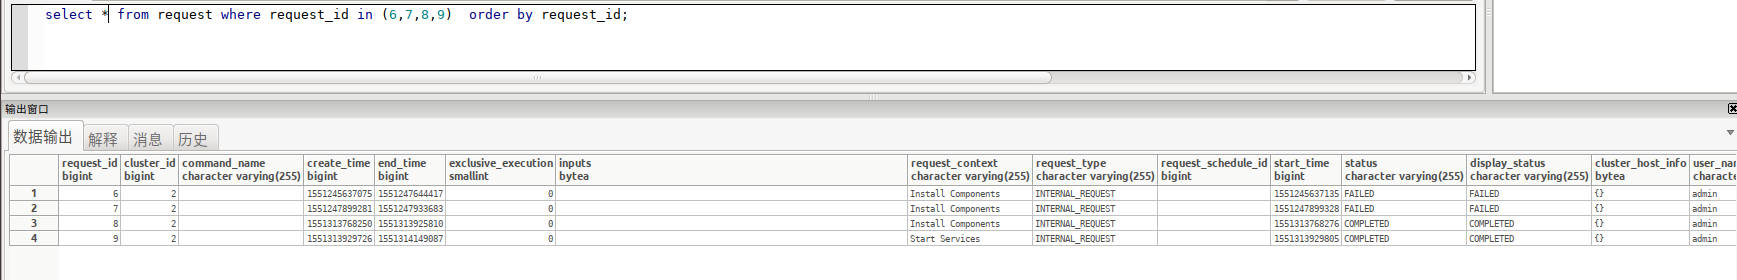 select * from request where request_id in (6,7,8,9)  order by request_id;
输出窗口
数据输出 解释 消息 历史
request_id cluster_id command_name create_time end_time exclusive_execution inputs request_context request_type request_schedule_id start_time status display_status cluster_host_info user_nar
bigint bigint character varying(255) bigint bigint smallint bytea character varying(255) character varying(255) bigint bigint character varying(255) character varying(255) bytea characte
1 6 2 1551245637075 1551247644417 0 Install Components INTERNAL_REQUEST 1551245637135 FAILED FAILED {} admin
2 7 2 1551247899281 1551247933683 0 Install Components INTERNAL_REQUEST 1551247899328 FAILED FAILED {} admin
3 8 2 1551313768250 1551313925810 0 Install Components INTERNAL_REQUEST 1551313768276 COMPLETED COMPLETED {} admin
4 9 2 1551313929726 1551314149087 0 Start Services INTERNAL_REQUEST 1551313929805 COMPLETED COMPLETED {} admin